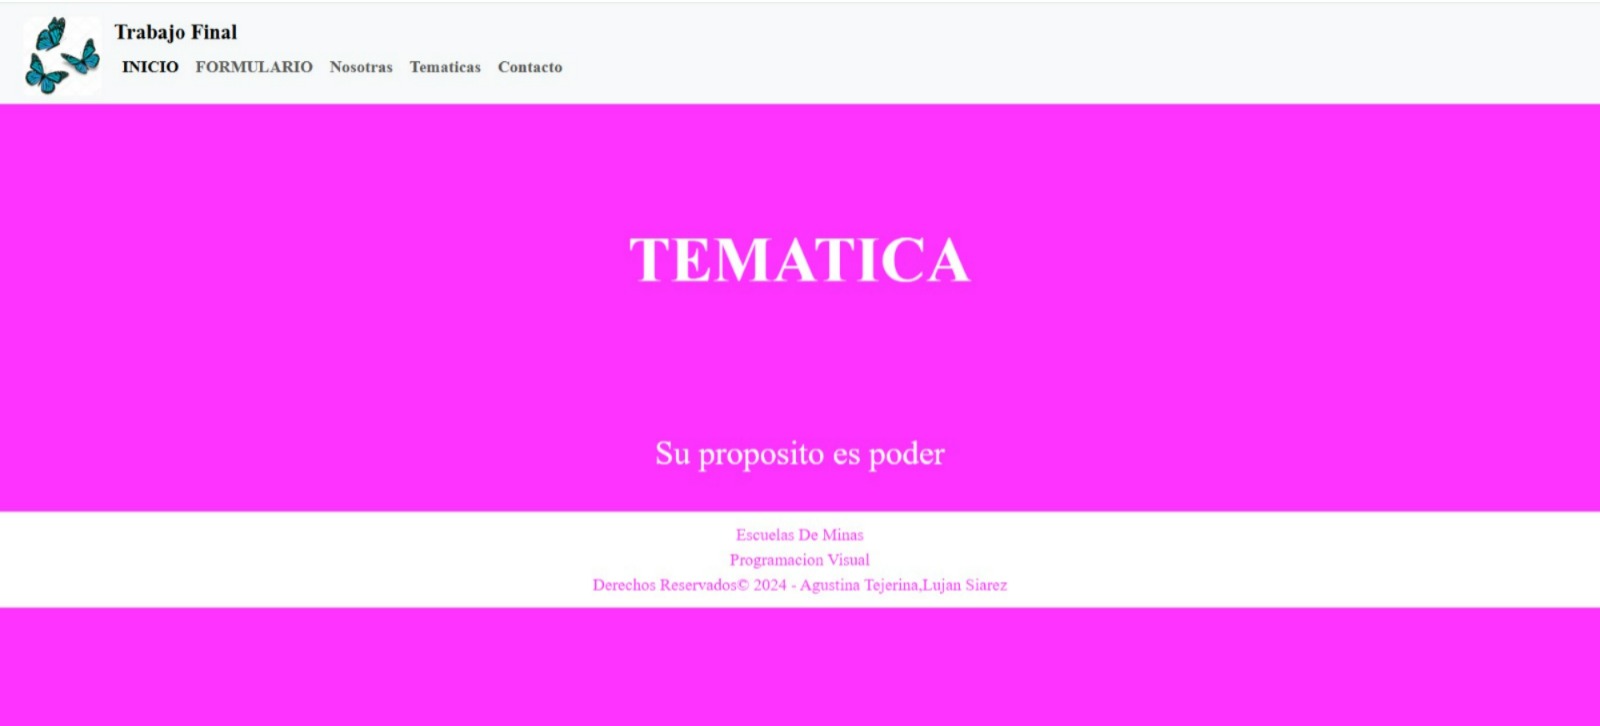 Trabajo Final
INICIO FORMULARIO Nosotras Tematicas Contacto
TEMATICA
Su proposito es poder
Escuelas De Minas
Programacion Visual
Derechos Reservados© 2024 - Agustina Tejerina,Lujan Siarez